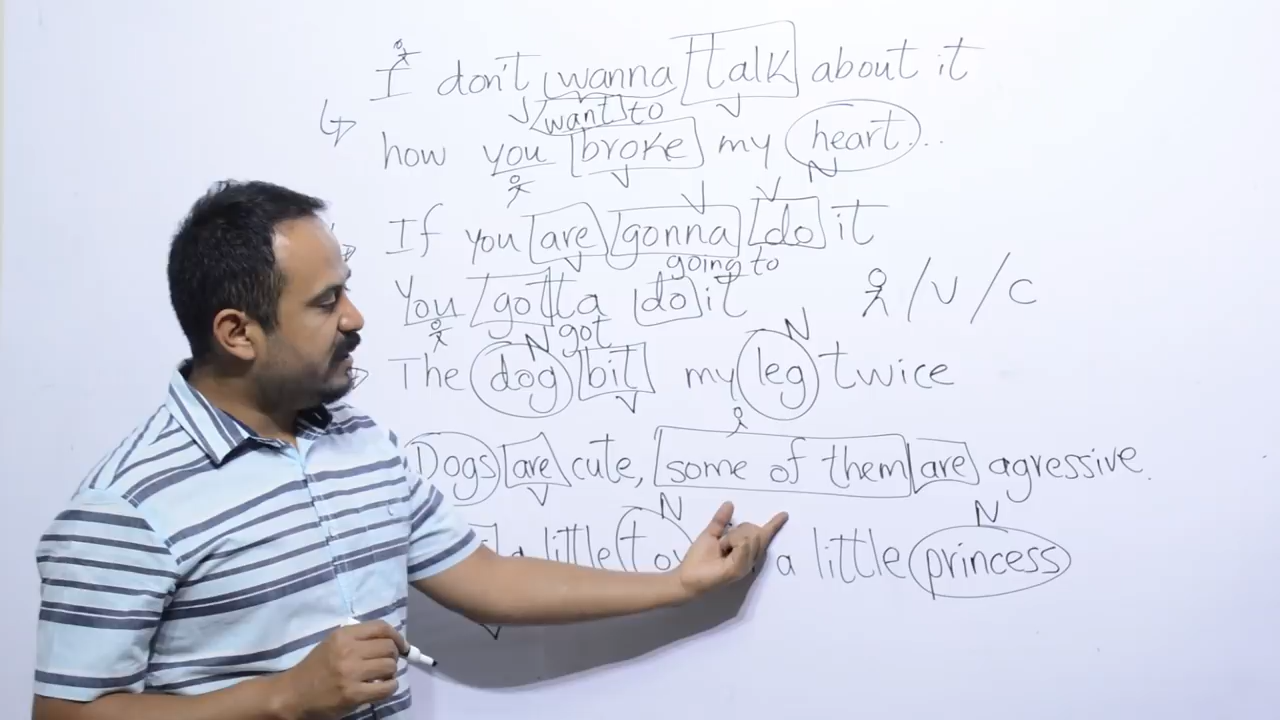 I don't wanna talk about it
V want to V
how you broke my heart...
V N
V V
If you are gonna do it
V going to
You gotta do it / V / C
N got N
The dog bit my leg twice
V
Dogs are cute, some of them are agressive.
V N N
a little a little princess